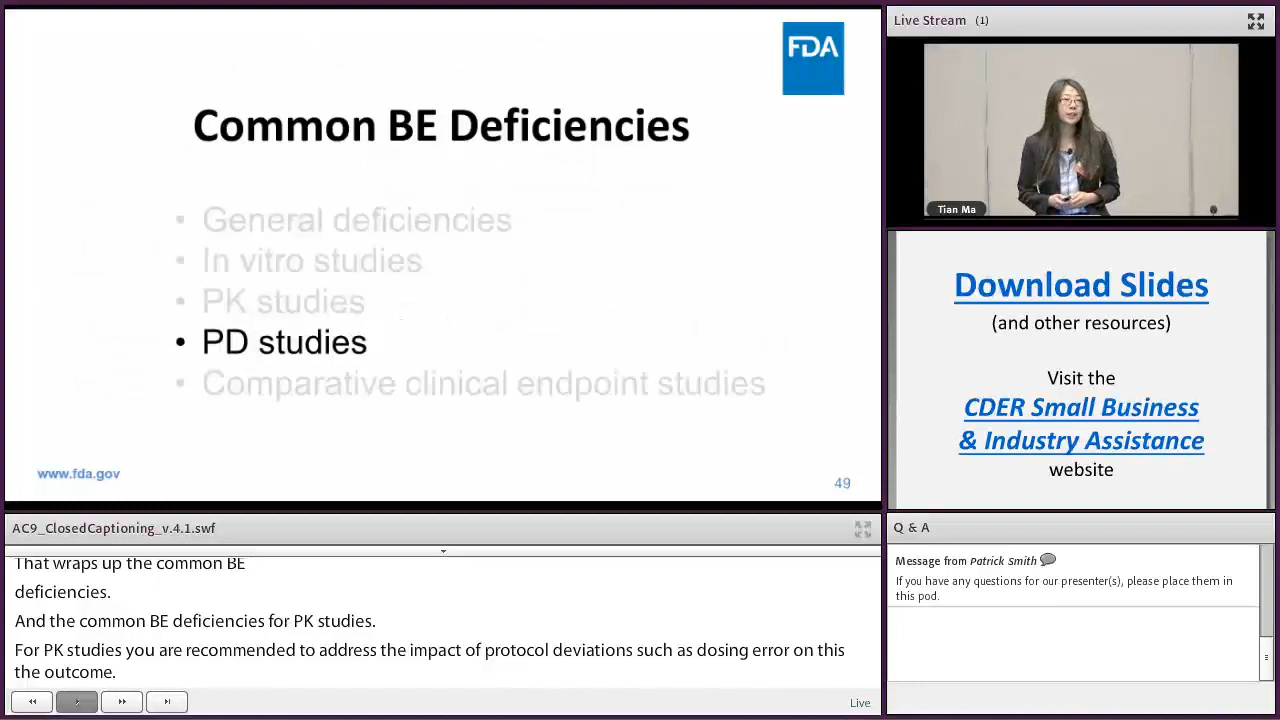 FDA
Common BE Deficiencies
• General deficiencies
• In vitro studies
• PK studies
• PD studies
• Comparative clinical endpoint studies
www.fda.gov
49
Live Stream (1)
Tian Ma
Download Slides
(and other resources)
Visit the
CDER Small Business
& Industry Assistance
website
AC9_ClosedCaptioning_v.4.1.swf
That wraps up the common BE
deficiencies.
And the common BE deficiencies for PK studies.
For PK studies you are recommended to address the impact of protocol deviations such as dosing error on this
the outcome.
Live
Q & A
Message from Patrick Smith
If you have any questions for our presenter(s), please place them in
this pod.